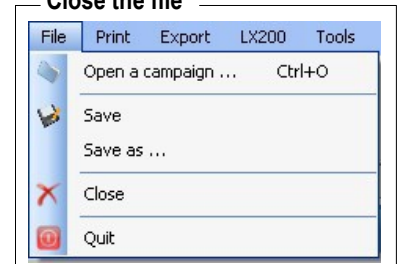 Close the file
File Print Export LX200 Tools
Open a campaign ... Ctrl+O
Save
Save as ...
Close
Quit